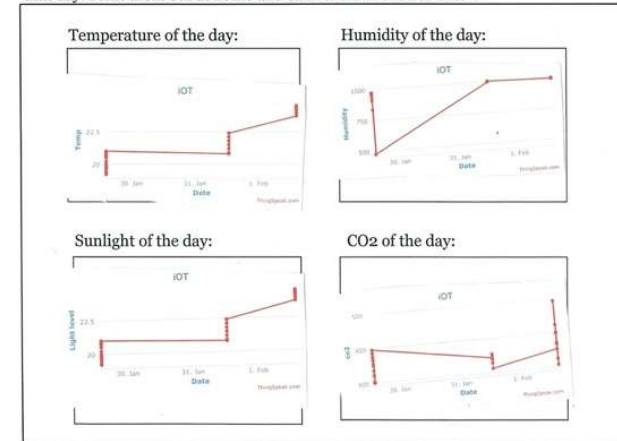 Temperature of the day:
Humidity of the day:
IOT
Temp
22.5
20
30. Jan
31. Jan
1. Feb
Date
ThingSpeak.com
IOT
Humidity
1000
750
500
30. Jan
31. Jan
1. Feb
Date
ThingSpeak.com
Sunlight of the day:
CO2 of the day:
IOT
Light level
22.5
20
30. Jan
31. Jan
1. Feb
Date
ThingSpeak.com
IOT
co2
450
30. Jan
31. Jan
1. Feb
Date
ThingSpeak.com